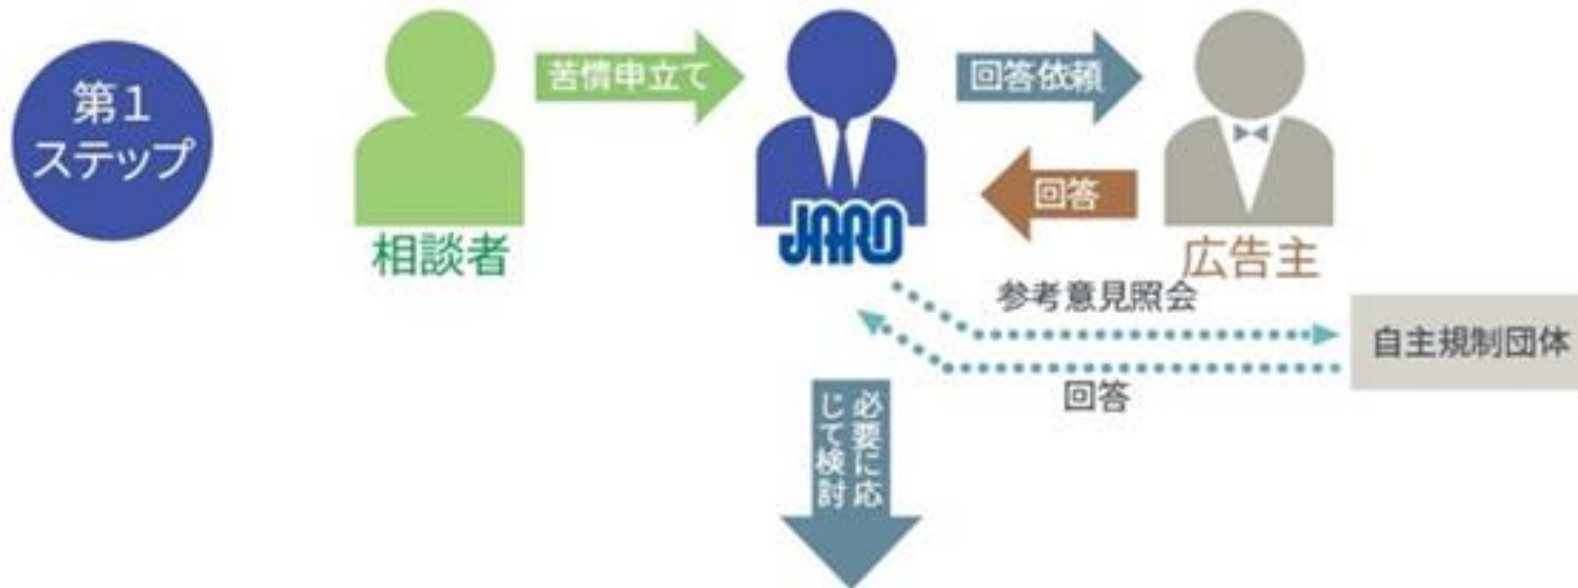 第1
ステップ
苦情申立て
回答依頼
回答
JARO
相談者
広告主
参考意見照会
自主規制団体
回答
必要に応
じて検討